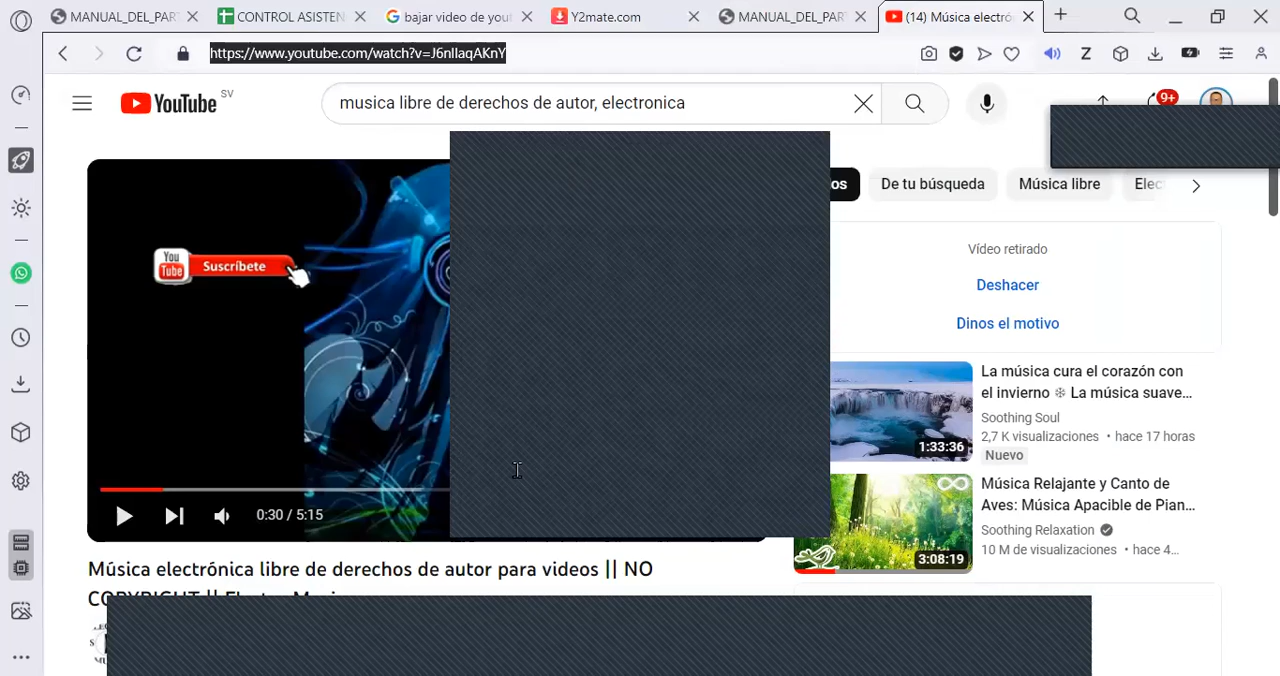 MANUAL_DEL_PAR
CONTROL ASISTEN
bajar video de you
Y2mate.com
MANUAL_DEL_PAR
(14) Música electró
https://www.youtube.com/watch?v=J6nllaqAKnY
YouTube SV
musica libre de derechos de autor, electronica
9+
os
De tu búsqueda
Música libre
Elec
You Tube
Suscríbete
Vídeo retirado
Deshacer
Dinos el motivo
La música cura el corazón con
el invierno ❄ La música suave...
Soothing Soul
2,7 K visualizaciones • hace 17 horas
Nuevo
1:33:36
Música Relajante y Canto de
Aves: Música Apacible de Pian...
Soothing Relaxation
10 M de visualizaciones • hace 4...
3:08:19
0:30 / 5:15
Música electrónica libre de derechos de autor para videos || NO
COPYRIGHT ||